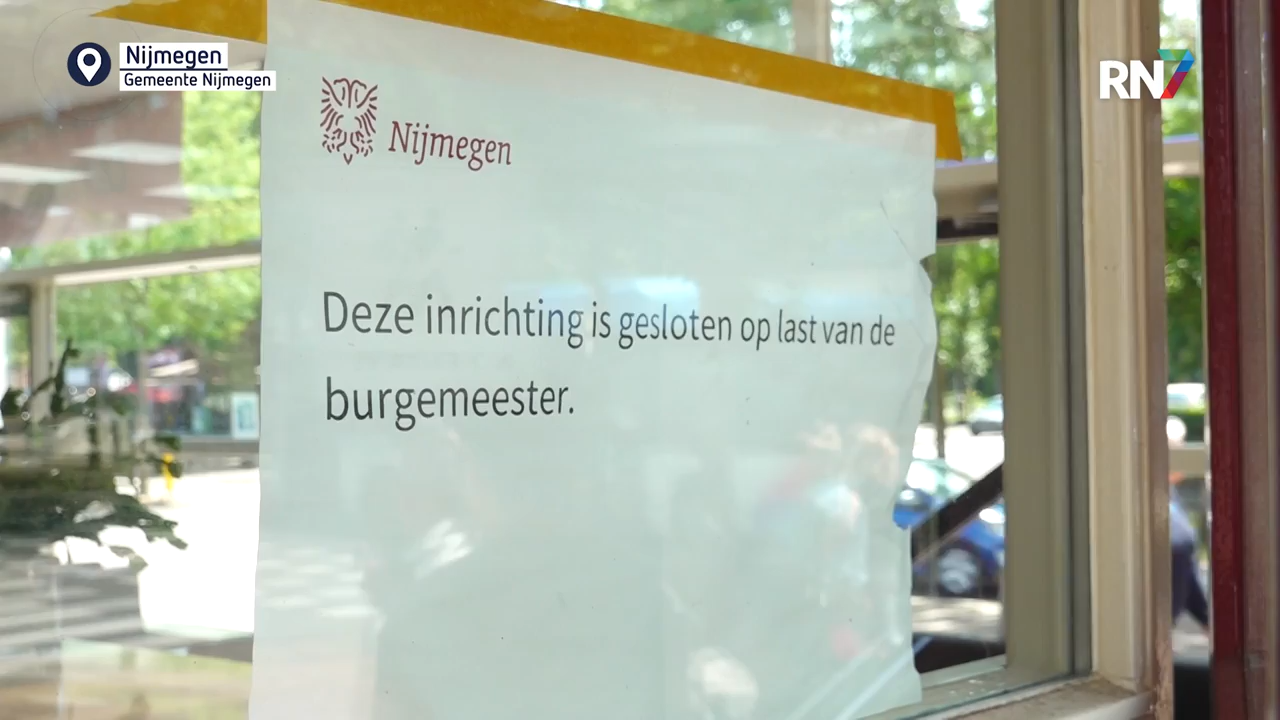 Nijmegen
Gemeente Nijmegen
RN7
Nijmegen
Deze inrichting is gesloten op last van de
burgemeester.